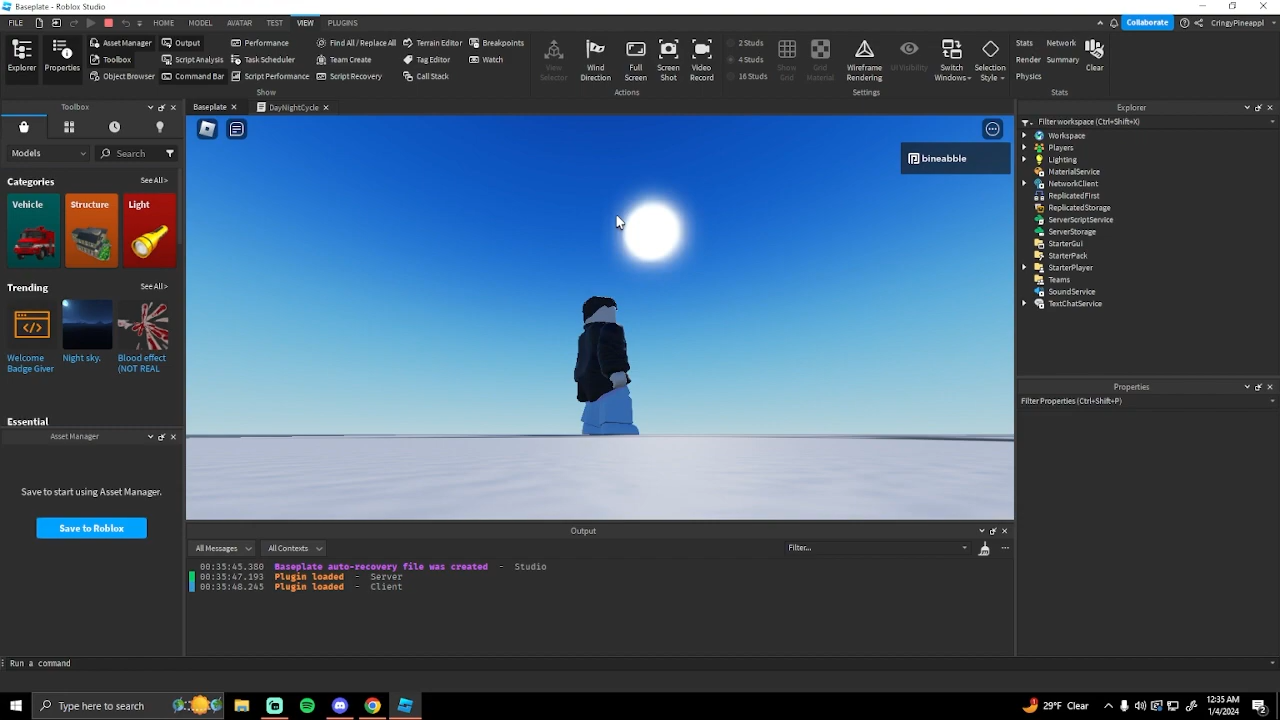 Baseplate - Roblox Studio
FILE HOME MODEL AVATAR TEST VIEW PLUGINS Collaborate CringyPineappl
Explorer Properties Asset Manager Toolbox Object Browser Output Script Analysis Command Bar Performance Task Scheduler Script Performance Find All / Replace All Team Create Script Recovery Terrain Editor Tag Editor Call Stack Breakpoints Watch
Show
View Selector Wind Direction Full Screen Screen Shot Video Record
Actions
2 Studs 4 Studs 16 Studs Show Grid Grid Material Wireframe Rendering UI Visibility Switch Windows Selection Style
Settings
Stats Render Physics Network Summary Clear
Stats
Toolbox
Models Search
Categories See All>
Vehicle Structure Light
Trending See All>
Welcome Badge Giver
Night sky.
Blood effect (NOT REAL
Essential
Asset Manager
Save to start using Asset Manager.
Save to Roblox
Baseplate DayNightCycle
bineabble
Output
All Messages All Contexts Filter...
00:35:45.380 Baseplate auto-recovery file was created - Studio
00:35:47.193 Plugin loaded - Server
00:35:48.245 Plugin loaded - Client
Explorer
Filter workspace (Ctrl+Shift+X)
Workspace
Players
Lighting
MaterialService
NetworkClient
ReplicatedFirst
ReplicatedStorage
ServerScriptService
ServerStorage
StarterGui
StarterPack
StarterPlayer
Teams
SoundService
TextChatService
Properties
Filter Properties (Ctrl+Shift+P)
Run a command
Type here to search
29°F Clear
12:35 AM
1/4/2024